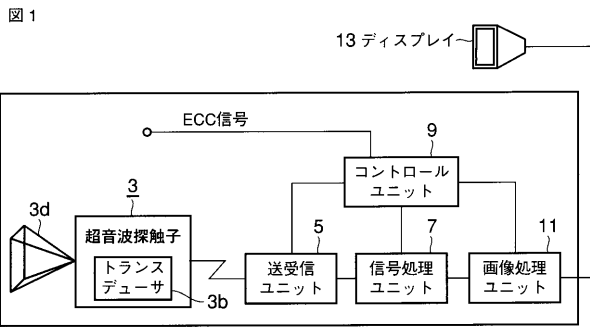 図1
13 ディスプレイ
ECC信号
9
コントロール
ユニット
3
3d
超音波探触子
トランス
デューサ
3b
5
送受信
ユニット
7
信号処理
ユニット
11
画像処理
ユニット